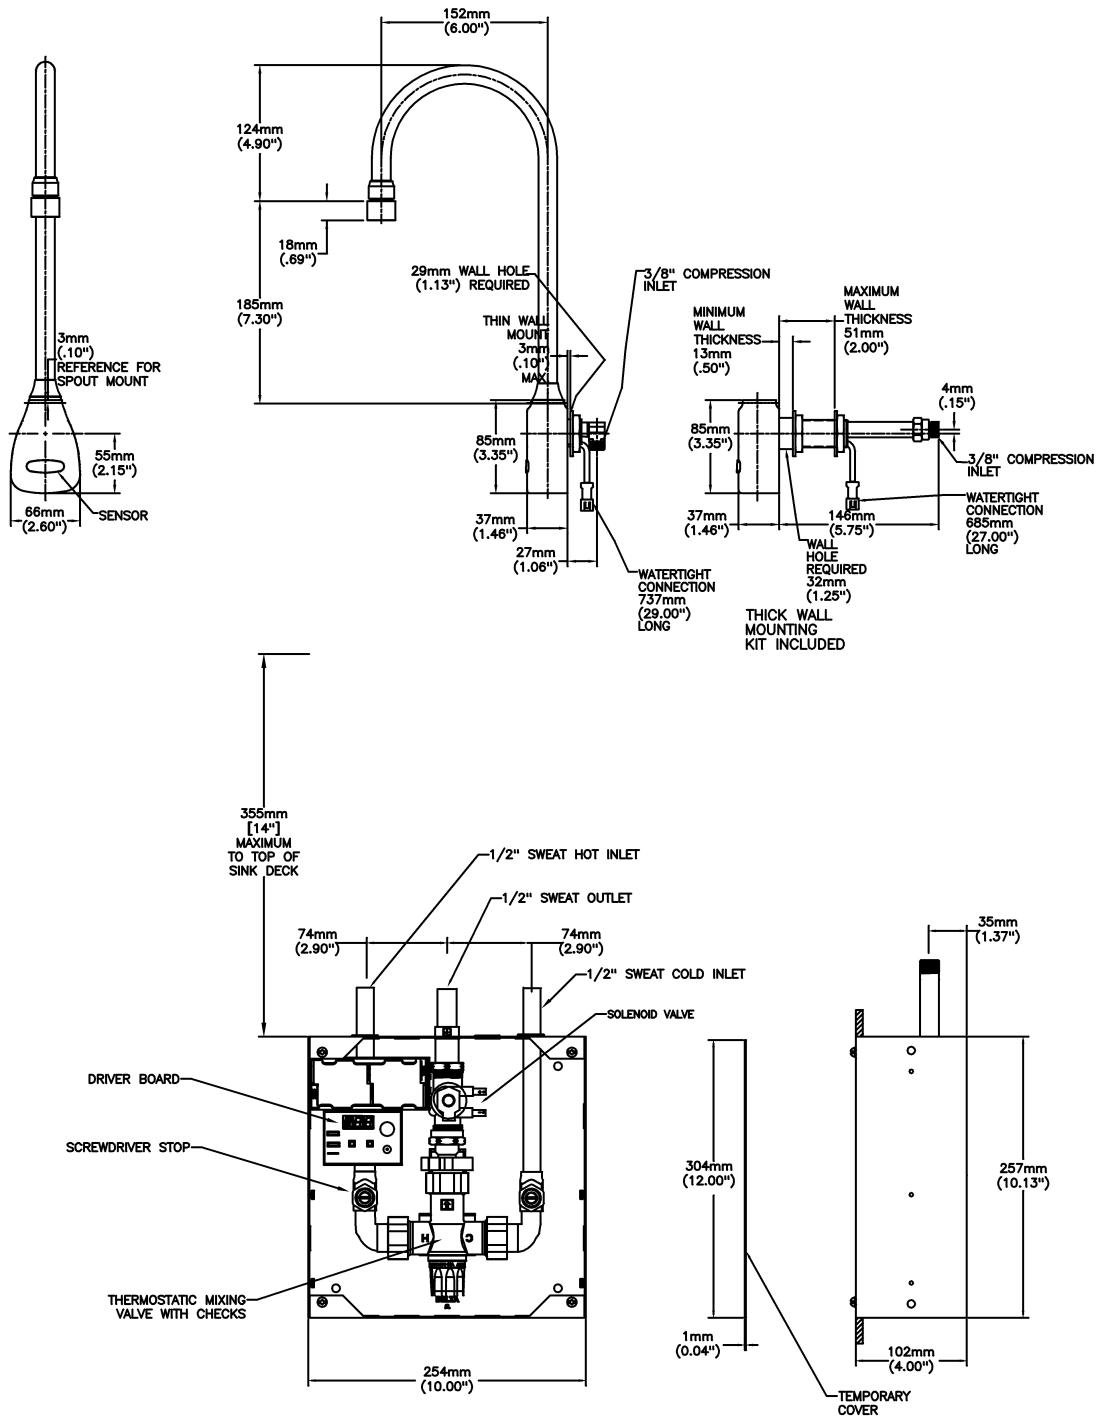 152mm
(6.00")
124mm
(4.90")
18mm
(.69")
185mm
(7.30")
29mm WALL HOLE
(1.13") REQUIRED
3/8" COMPRESSION
INLET
THIN WALL
MOUNT
3mm
(.10")
MAX
MINIMUM
WALL
THICKNESS
13mm
(.50")
MAXIMUM
WALL
THICKNESS
51mm
(2.00")
3mm
(.10")
REFERENCE FOR
SPOUT MOUNT
4mm
(.15")
55mm
(2.15")
85mm
(3.35")
85mm
(3.35")
3/8" COMPRESSION
INLET
66mm
(2.60")
SENSOR
37mm
(1.46")
27mm
(1.06")
37mm
(1.46")
146mm
(5.75")
WATERTIGHT
CONNECTION
685mm
(27.00")
LONG
WALL
HOLE
REQUIRED
32mm
(1.25")
WATERTIGHT
CONNECTION
737mm
(29.00")
LONG
THICK WALL
MOUNTING
KIT INCLUDED
355mm
[14"]
MAXIMUM
TO TOP OF
SINK DECK
1/2" SWEAT HOT INLET
1/2" SWEAT OUTLET
74mm
(2.90")
74mm
(2.90")
35mm
(1.37")
1/2" SWEAT COLD INLET
SOLENOID VALVE
DRIVER BOARD
SCREWDRIVER STOP
304mm
(12.00")
257mm
(10.13")
H
C
THERMOSTATIC MIXING
VALVE WITH CHECKS
DELTA
1mm
(0.04")
102mm
(4.00")
254mm
(10.00")
TEMPORARY
COVER